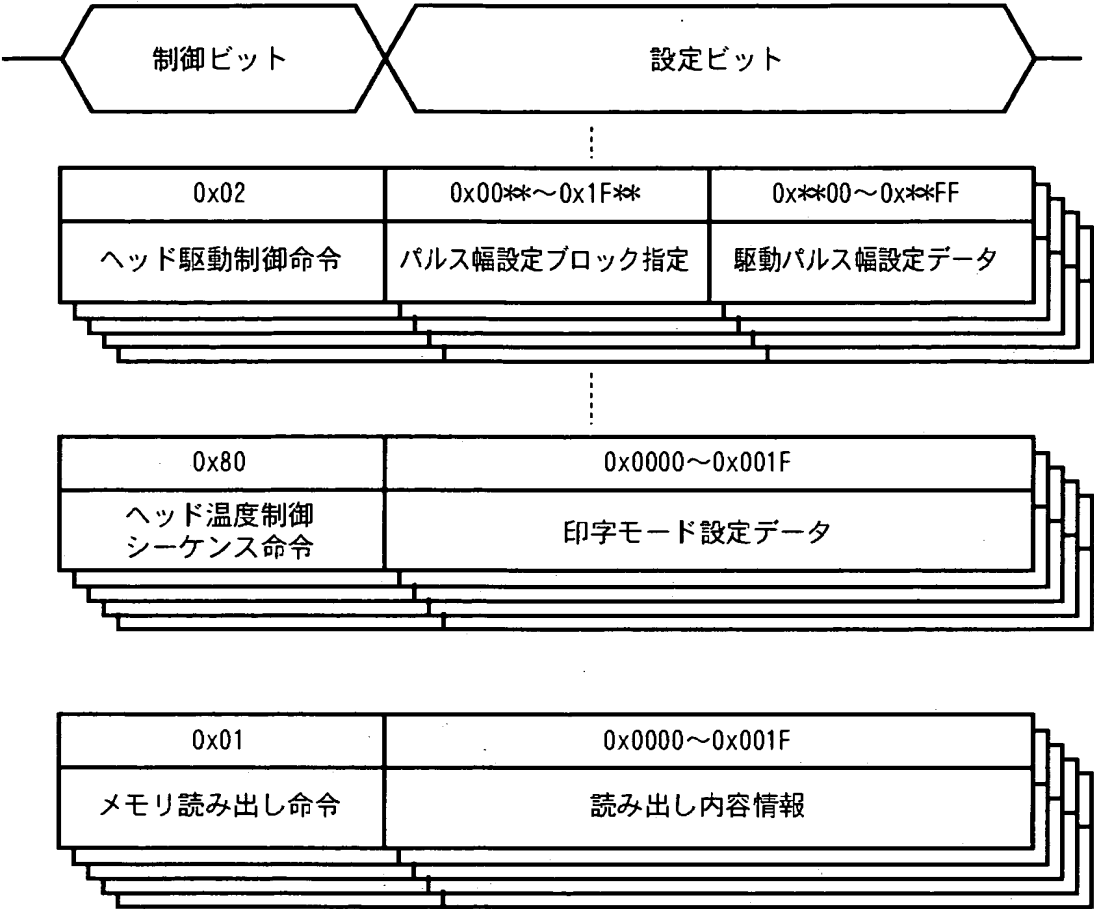 制御ビット 設定ビット
0x02 0x00**～0x1F** 0x**00～0x**FF
ヘッド駆動制御命令 パルス幅設定ブロック指定 駆動パルス幅設定データ
0x80 0x0000～0x001F
ヘッド温度制御
シーケンス命令 印字モード設定データ
0x01 0x0000～0x001F
メモリ読み出し命令 読み出し内容情報